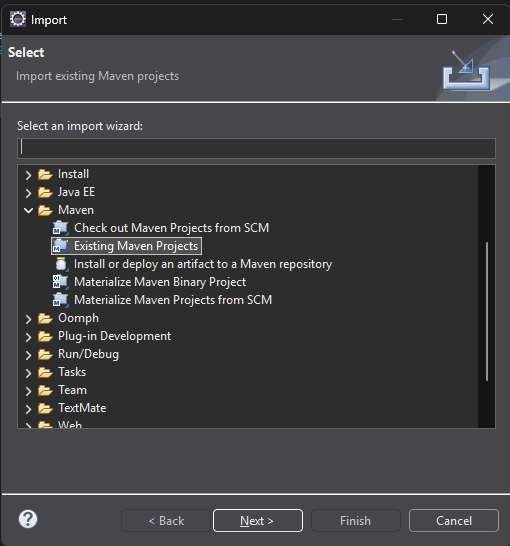 Import
Select
Import existing Maven projects
Select an import wizard:
Install
Java EE
Maven
Check out Maven Projects from SCM
Existing Maven Projects
Install or deploy an artifact to a Maven repository
Materialize Maven Binary Project
Materialize Maven Projects from SCM
Oomph
Plug-in Development
Run/Debug
Tasks
Team
TextMate
Web
? < Back Next > Finish Cancel